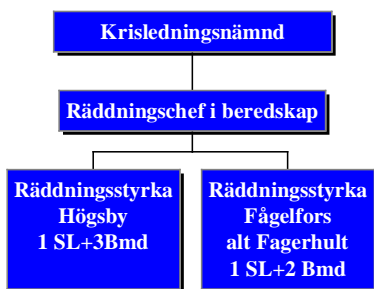 Krisledningsnämnd
Räddningschef i beredskap
Räddningsstyrka
Högsby
1 SL+3Bmd
Räddningsstyrka
Fågelfors
alt Fagerhult
1 SL+2 Bmd